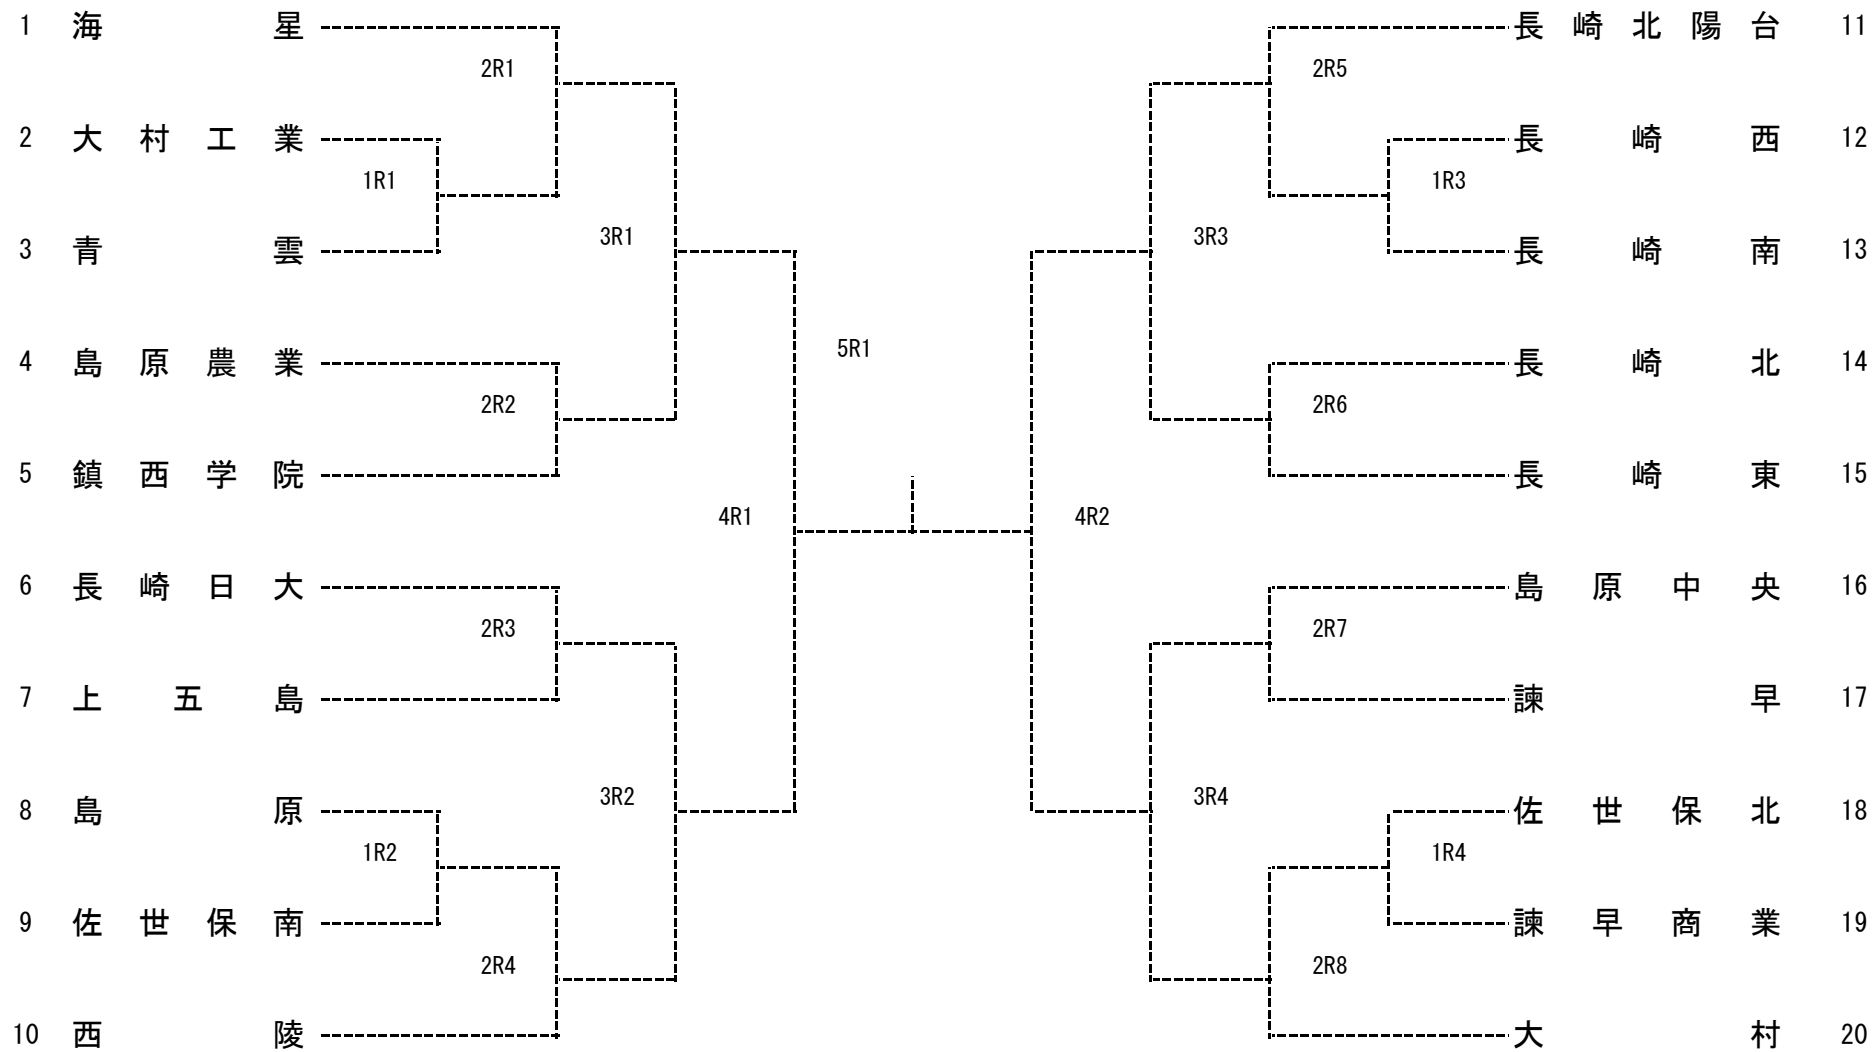 1 海星
長崎北陽台 11
2R1
2R5
2 大村工業
長崎西 12
1R1
1R3
3 青雲
長崎南 13
3R1
3R3
5R1
4 島原農業
長崎北 14
2R2
2R6
5 鎮西学院
長崎東 15
4R1
4R2
6 長崎日大
島原中央 16
2R3
2R7
7 上五島
諫早 17
3R2
3R4
8 島原
佐世保北 18
1R2
1R4
9 佐世保南
諫早商業 19
2R4
2R8
10 西陵
大村 20